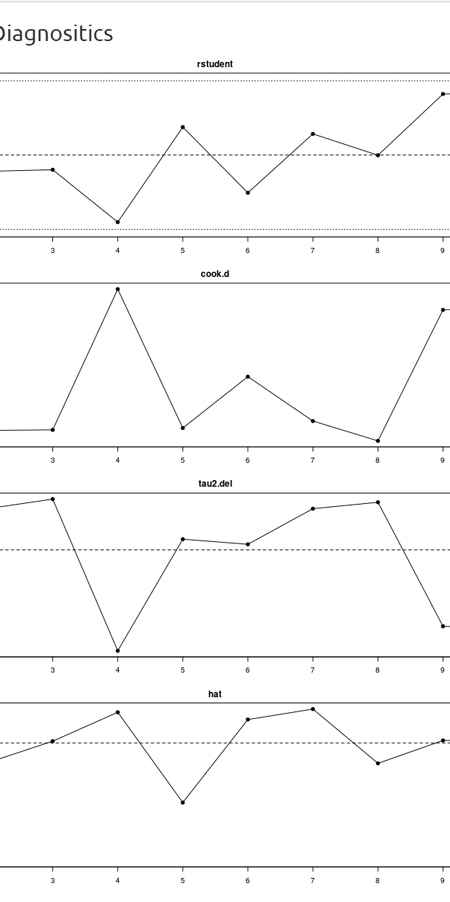 Diagnositics
rstudent
3 4 5 6 7 8 9
cook.d
3 4 5 6 7 8 9
tau2.del
3 4 5 6 7 8 9
hat
3 4 5 6 7 8 9